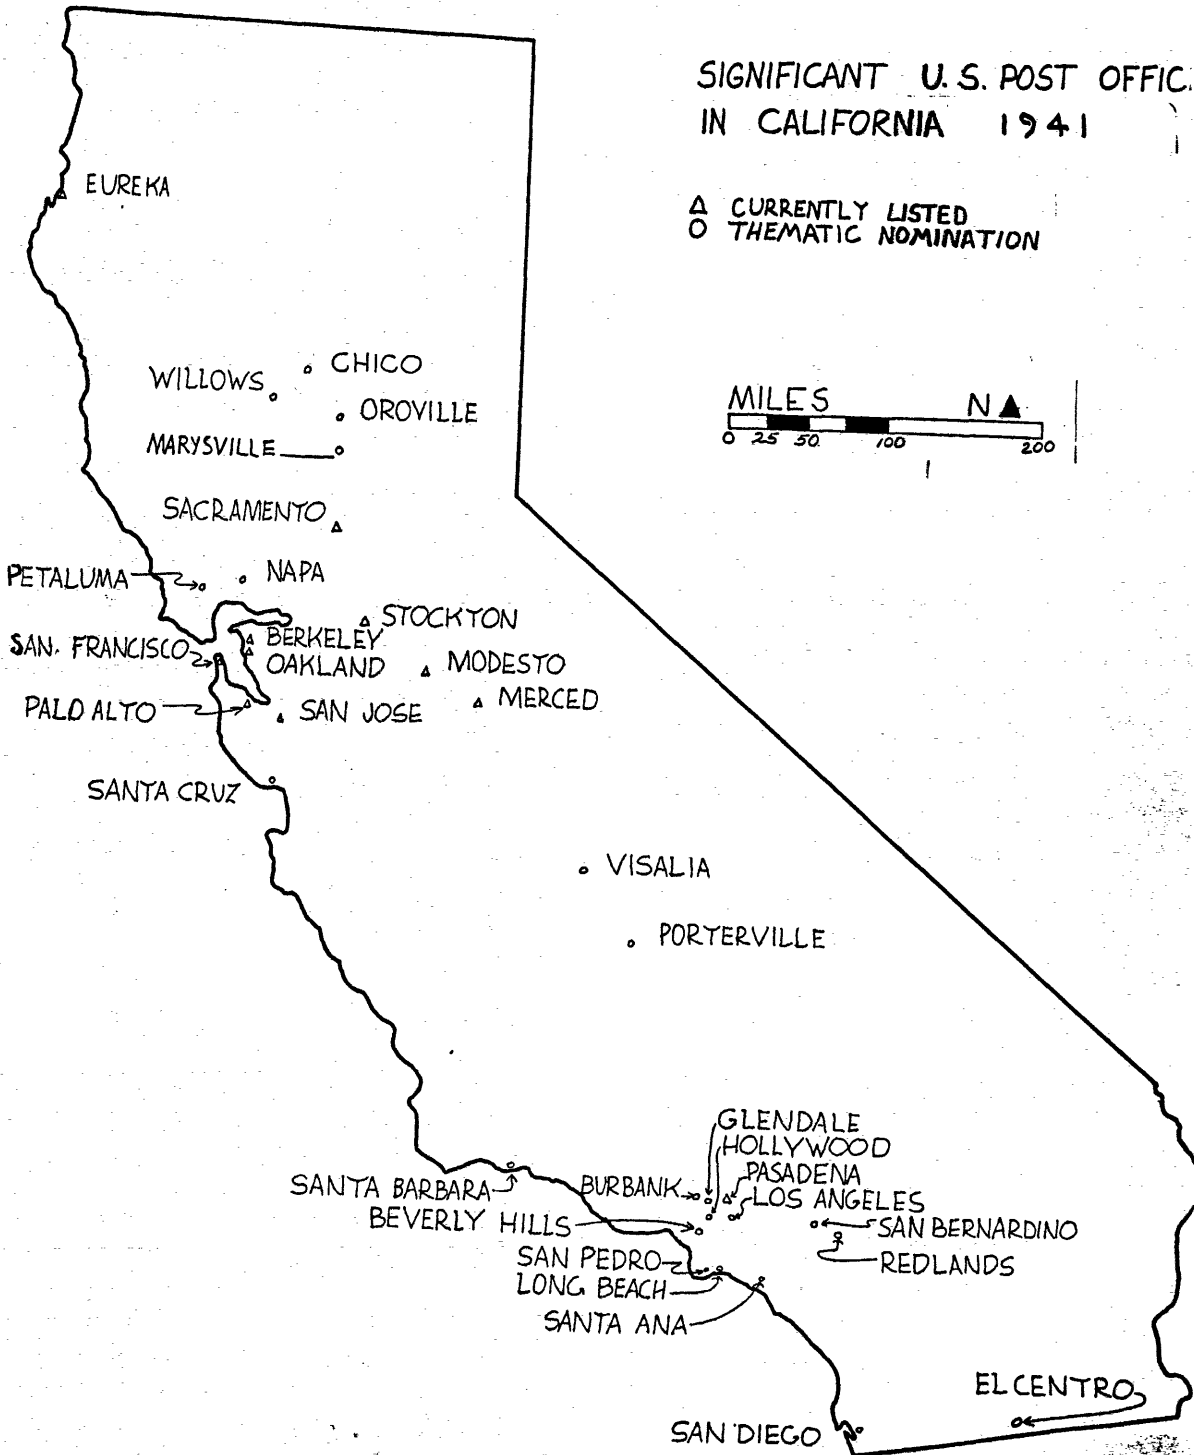 SIGNIFICANT U.S. POST OFFIC
IN CALIFORNIA 1941
△ CURRENTLY LISTED
○ THEMATIC NOMINATION
MILES N
0 25 50 100 200
EUREKA
CHICO
WILLOWS
OROVILLE
MARYSVILLE
SACRAMENTO
PETALUMA
NAPA
STOCKTON
BERKELEY
SAN. FRANCISCO
OAKLAND
MODESTO
MERCED
PALO ALTO
SAN JOSE
SANTA CRUZ
VISALIA
PORTERVILLE
GLENDALE
HOLLYWOOD
PASADENA
BURBANK
LOS ANGELES
SANTA BARBARA
BEVERLY HILLS
SAN BERNARDINO
REDLANDS
SAN PEDRO
LONG BEACH
SANTA ANA
EL CENTRO
SAN DIEGO